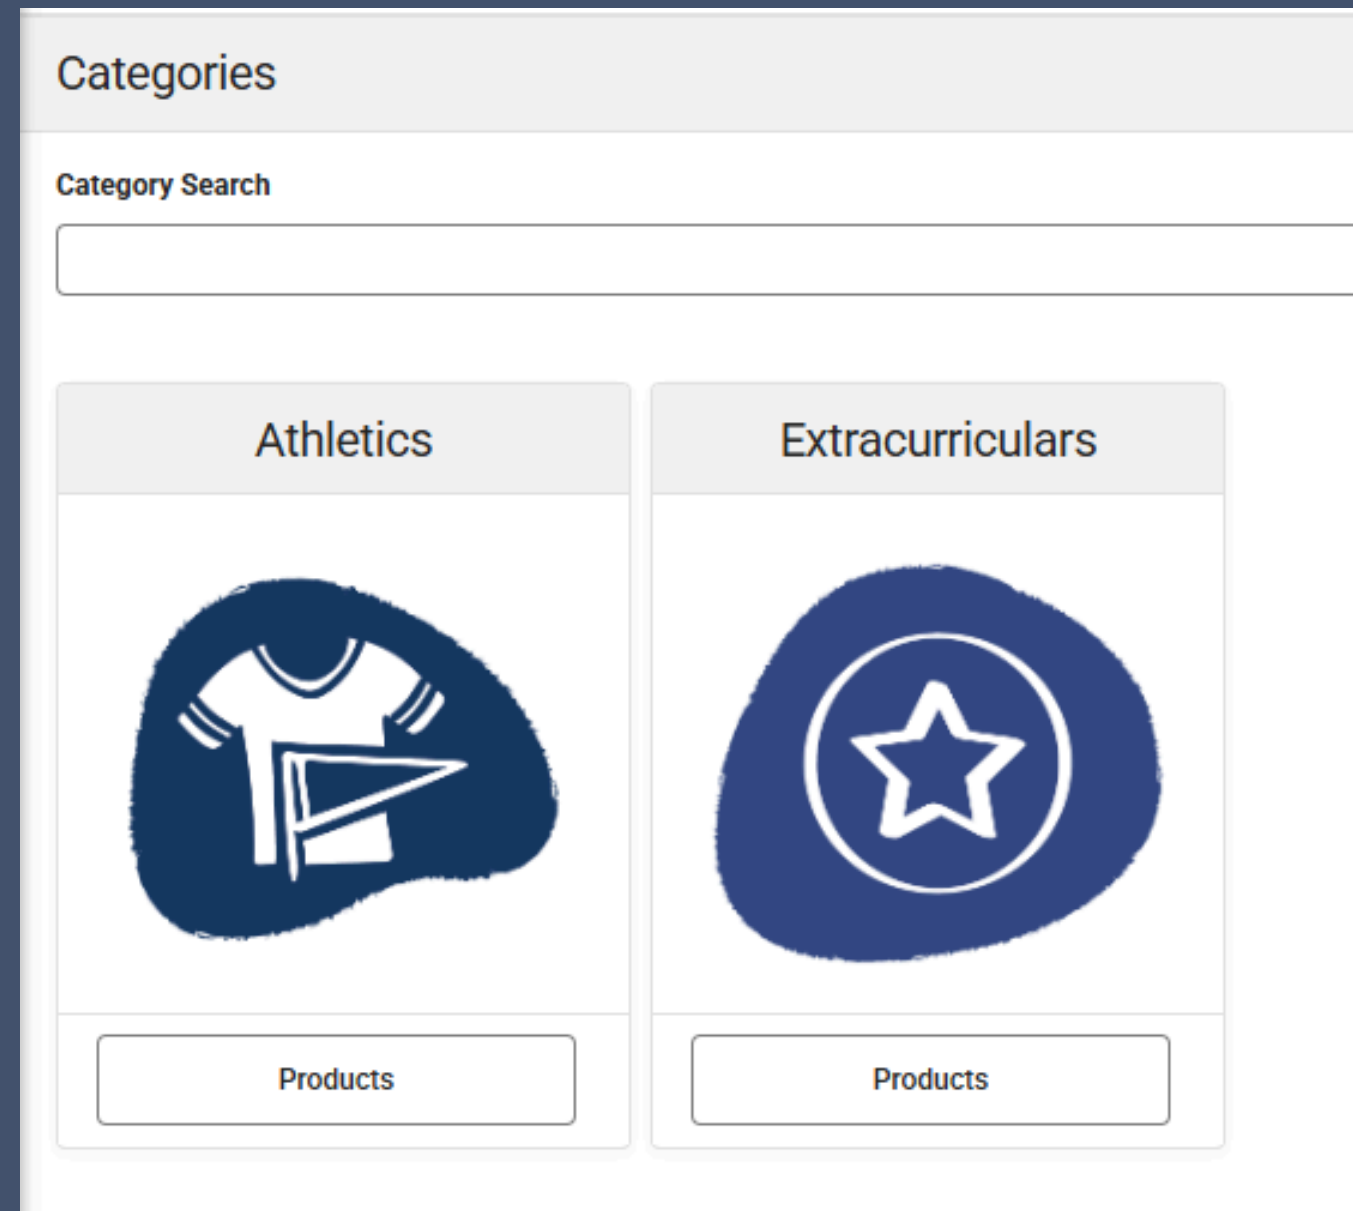 Categories
Category Search
Athletics
Extracurriculars
Products
Products